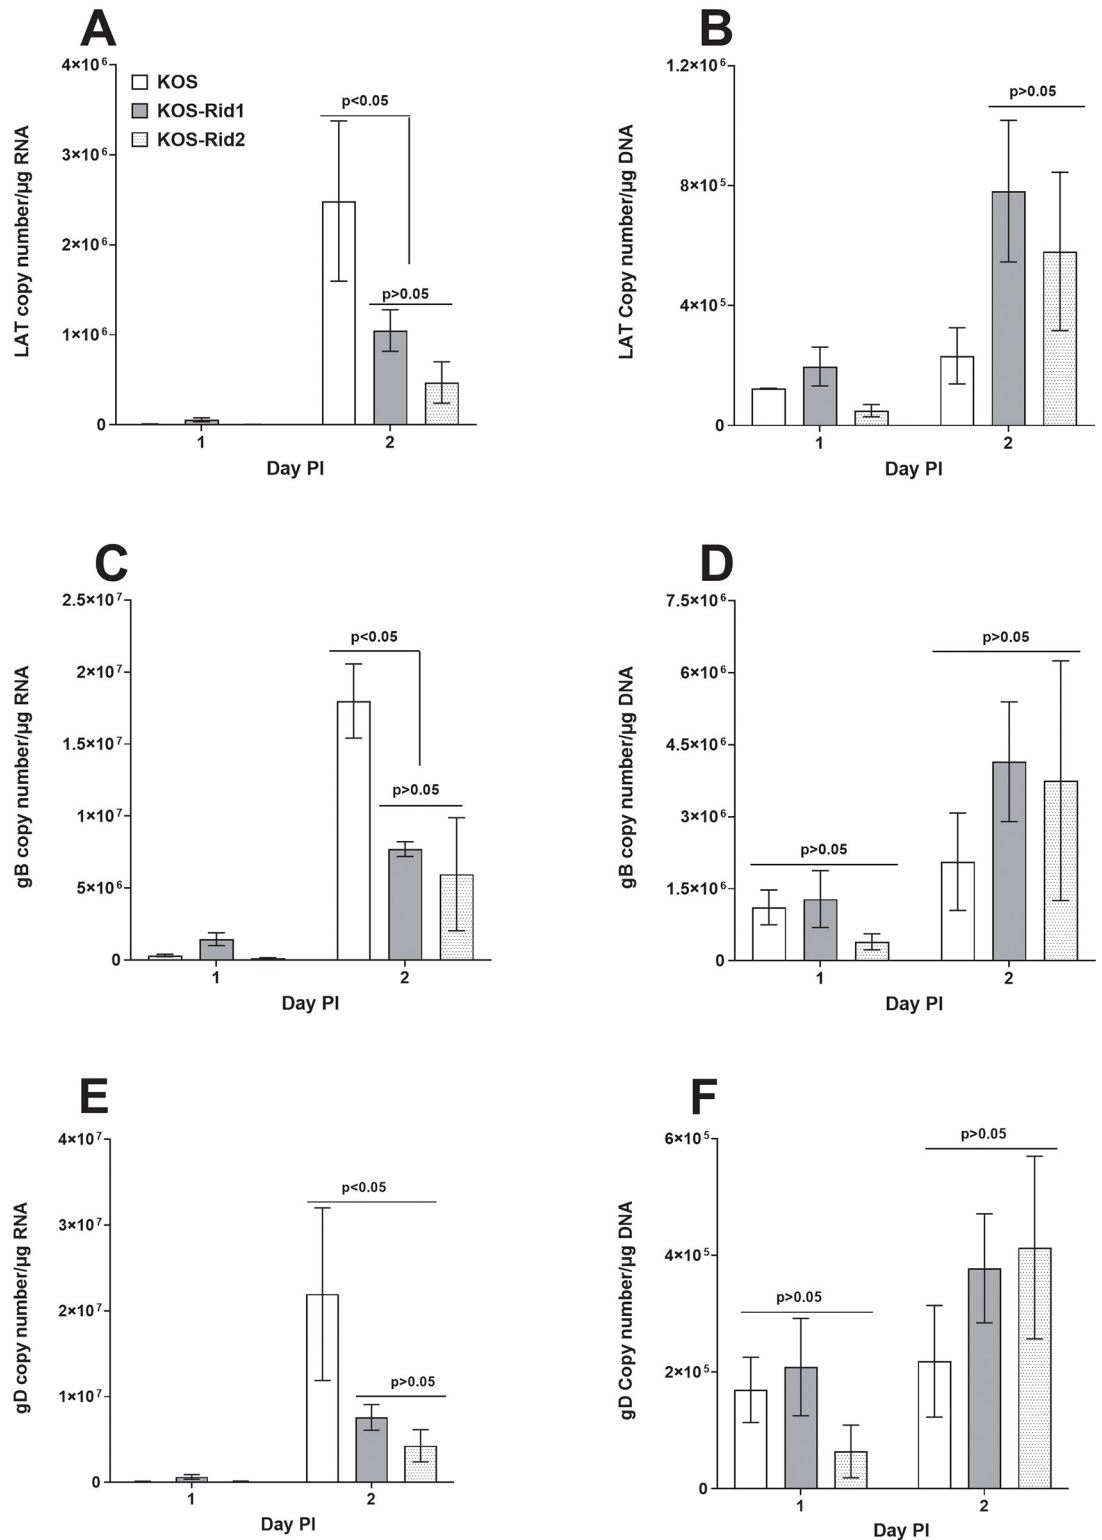 A
LAT copy number/µg RNA
4×10⁶
3×10⁶
2×10⁶
1×10⁶
0
KOS
KOS-Rid1
KOS-Rid2
p<0.05
p>0.05
1
2
Day PI
B
LAT Copy number/µg DNA
1.2×10⁶
8×10⁵
4×10⁵
0
p>0.05
1
2
Day PI
C
gB copy number/µg RNA
2.5×10⁷
2×10⁷
1.5×10⁷
1×10⁷
5×10⁶
0
p<0.05
p>0.05
1
2
Day PI
D
gB copy number/µg DNA
7.5×10⁶
6×10⁶
4.5×10⁶
3×10⁶
1.5×10⁶
0
p>0.05
p>0.05
1
2
Day PI
E
gD copy number/µg RNA
4×10⁷
3×10⁷
2×10⁷
1×10⁷
0
p<0.05
p>0.05
1
2
Day PI
F
gD Copy number/µg DNA
6×10⁵
4×10⁵
2×10⁵
0
p>0.05
p>0.05
1
2
Day PI